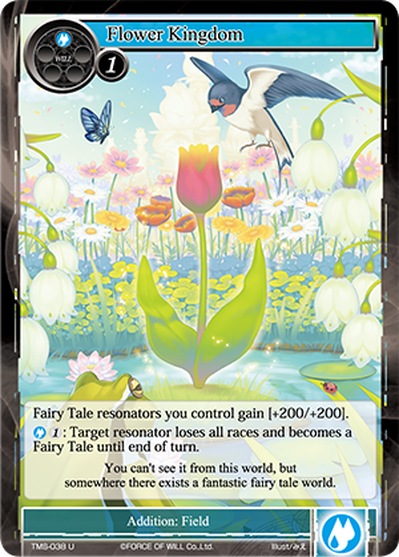 Flower Kingdom
WILL
1
Fairy Tale resonators you control gain [+200/+200].
1 : Target resonator loses all races and becomes a
Fairy Tale until end of turn.
You can't see it from this world, but
somewhere there exists a fantastic fairy tale world.
Addition: Field
TMS-038 U ©FORCE OF WILL Co.,Ltd. Illust/